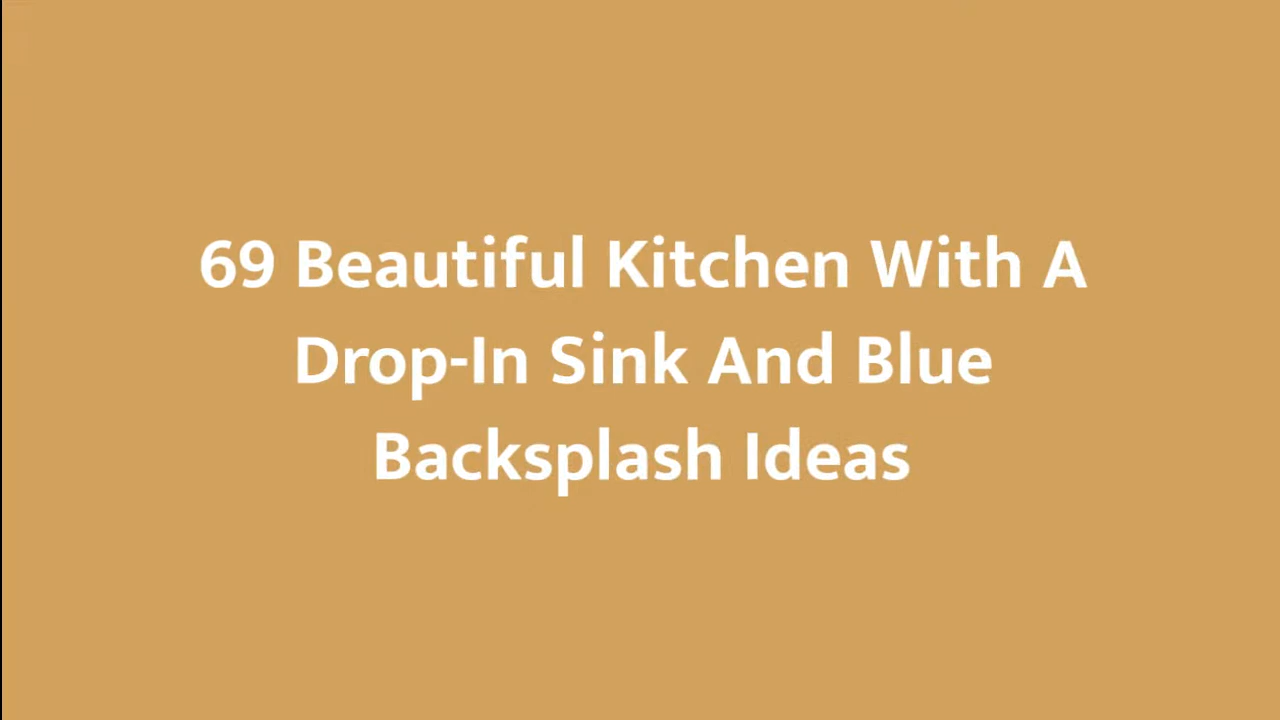 69 Beautiful Kitchen With A
Drop-In Sink And Blue
Backsplash Ideas